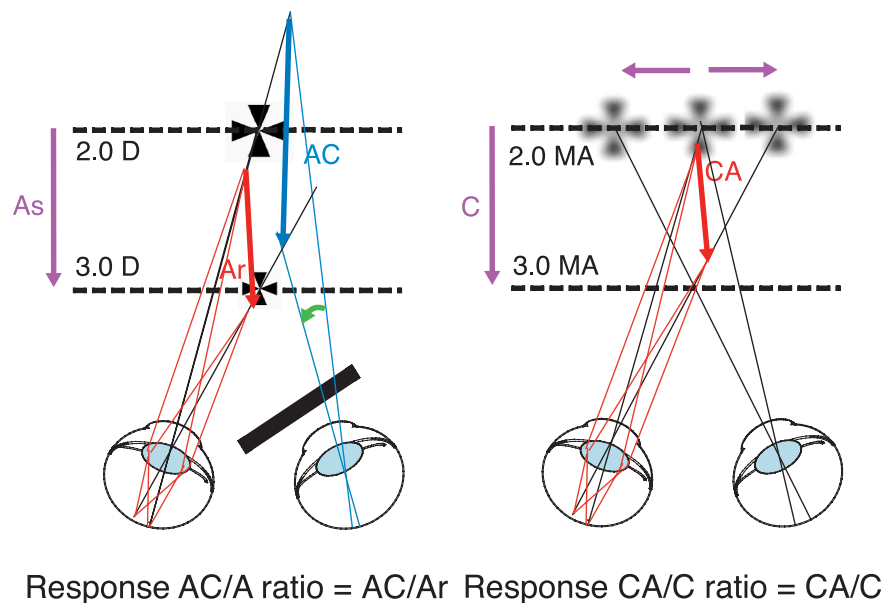 2.0 D
AC
As
3.0 D
Ar
2.0 MA
CA
C
3.0 MA
Response AC/A ratio = AC/Ar
Response CA/C ratio = CA/C